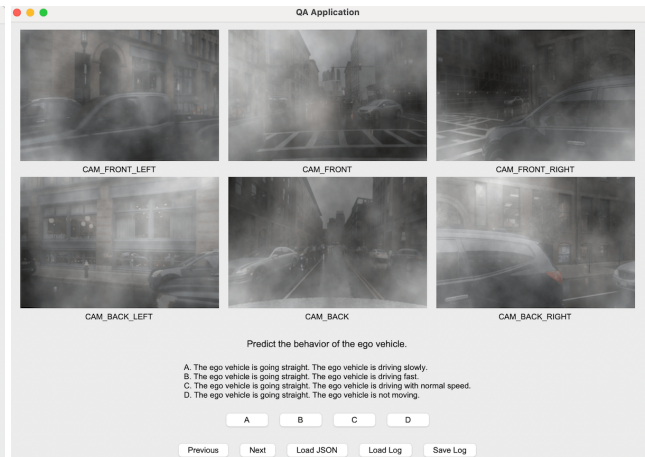 QA Application
CAM_FRONT_LEFT
CAM_FRONT
CAM_FRONT_RIGHT
CAM_BACK_LEFT
CAM_BACK
CAM_BACK_RIGHT
Predict the behavior of the ego vehicle.
A. The ego vehicle is going straight. The ego vehicle is driving slowly.
B. The ego vehicle is going straight. The ego vehicle is driving fast.
C. The ego vehicle is going straight. The ego vehicle is driving with normal speed.
D. The ego vehicle is going straight. The ego vehicle is not moving.
A B C D
Previous Next Load JSON Load Log Save Log